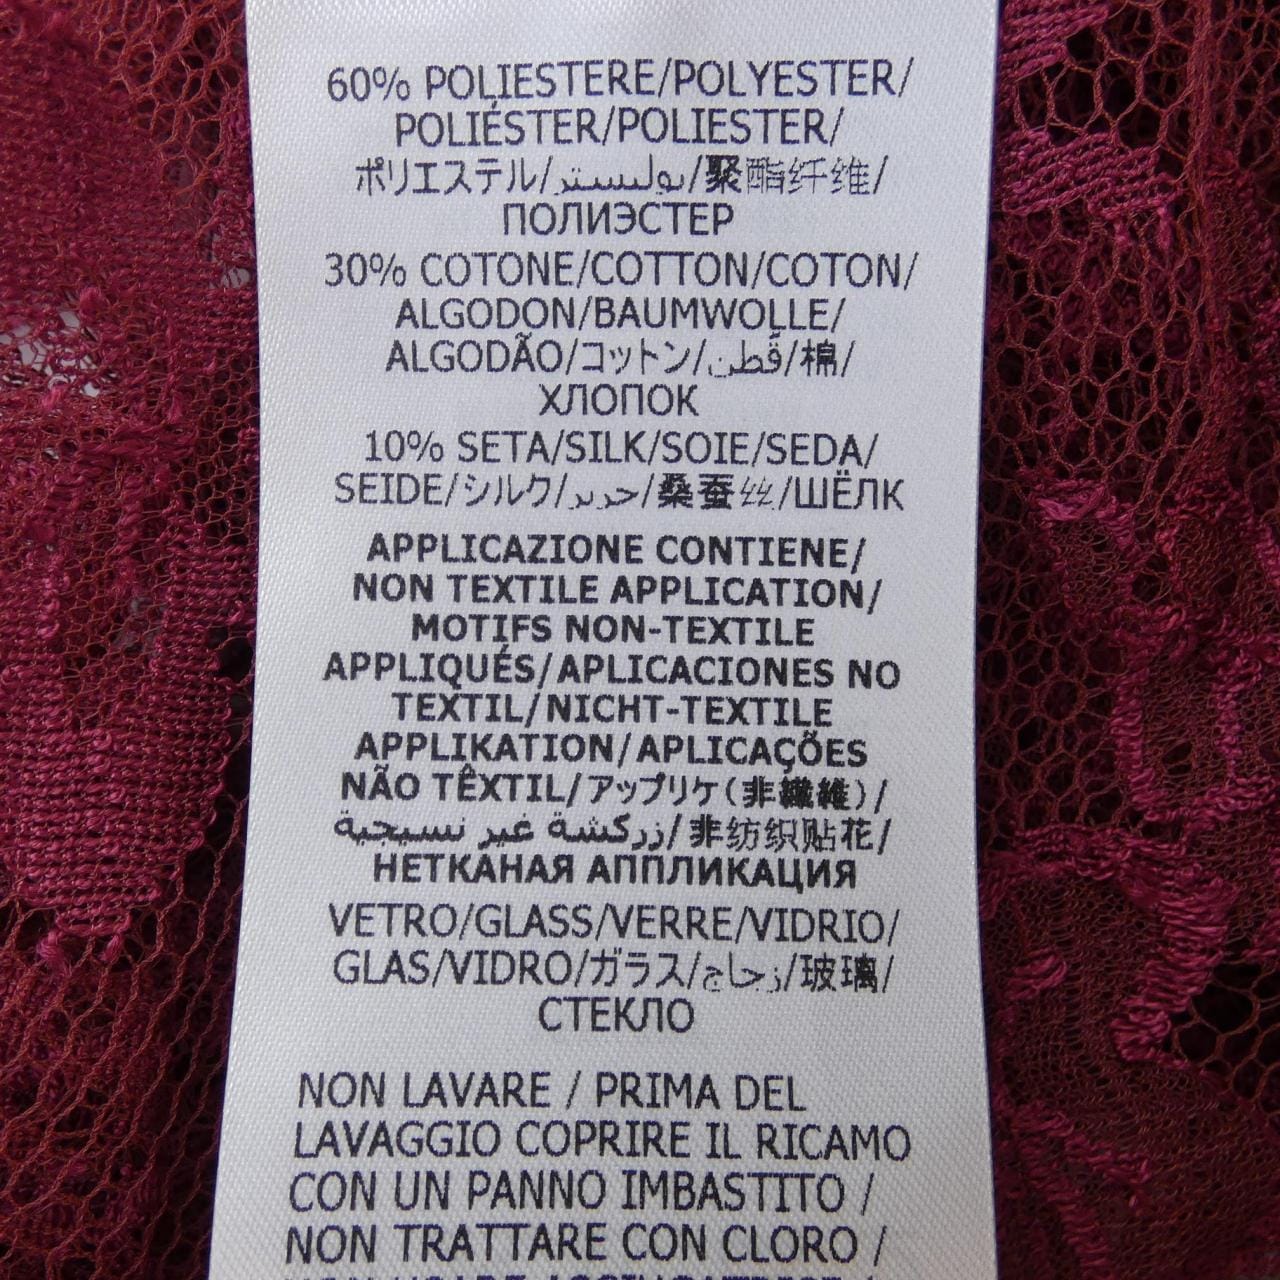 60% POLIESTERE/POLYESTER/
POLIÉSTER/POLIESTER/
ポリエステル/بوليستر/聚酯纤维/
ПОЛИЭСТЕР
30% COTONE/COTTON/COTON/
ALGODON/BAUMWOLLE/
ALGODÃO/コットン/قطن/棉/
ХЛОПОК
10% SETA/SILK/SOIE/SEDA/
SEIDE/シルク/حرير/桑蚕丝/ШЁЛК
APPLICAZIONE CONTIENE/
NON TEXTILE APPLICATION/
MOTIFS NON-TEXTILE
APPLIQUÉS/APLICACIONES NO
TEXTIL/NICHT-TEXTILE
APPLIKATION/APLICAÇÕES
NÃO TÊXTIL/アップリケ(非繊維)/
زركشة غير نسيجية/非纺织贴花/
НЕТКАНАЯ АППЛИКАЦИЯ
VETRO/GLASS/VERRE/VIDRIO/
GLAS/VIDRO/ガラス/زجاج/玻璃/
СТЕКЛО
NON LAVARE / PRIMA DEL
LAVAGGIO COPRIRE IL RICAMO
CON UN PANNO IMBASTITO /
NON TRATTARE CON CLORO /